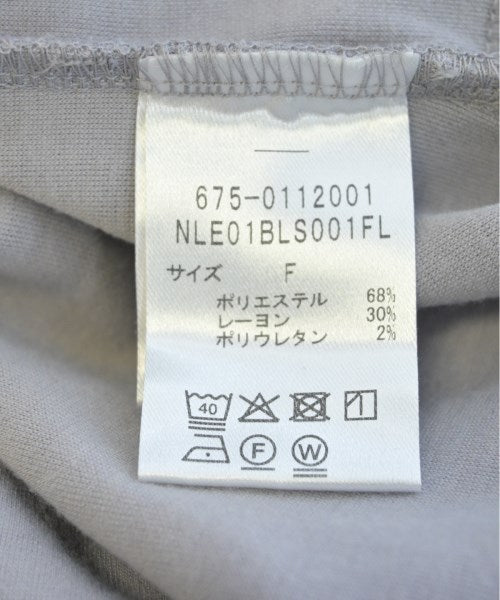 675-0112001
NLE01BLS001FL
サイズ F
ポリエステル 68%
レーヨン 30%
ポリウレタン 2%
40
F W